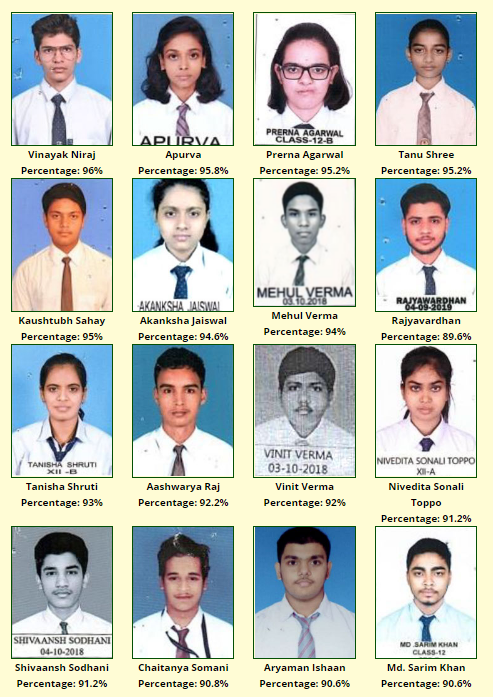 APURVA
PRERNA AGARWAL
CLASS-12-B
Vinayak Niraj
Apurva
Prerna Agarwal
Tanu Shree
Percentage: 96%
Percentage: 95.8%
Percentage: 95.2%
Percentage: 95.2%
AKANKSHA JAISWAL
MEHUL VERMA
03.10.2018
RAJYAWARDHAN
04-09-2019
Kaushtubh Sahay
Akanksha Jaiswal
Mehul Verma
Rajyavardhan
Percentage: 95%
Percentage: 94.6%
Percentage: 94%
Percentage: 89.6%
TANISHA SHRUTI
XII -B
VINIT VERMA
03-10-2018
NIVEDITA SONALI TOPPO
XII-A
Tanisha Shruti
Aashwarya Raj
Vinit Verma
Nivedita Sonali
Toppo
Percentage: 93%
Percentage: 92.2%
Percentage: 92%
Percentage: 91.2%
SHIVAANSH SODHANI
04-10-2018
MD .SARIM KHAN
CLASS-12
Shivaansh Sodhani
Chaitanya Somani
Aryaman Ishaan
Md. Sarim Khan
Percentage: 91.2%
Percentage: 90.8%
Percentage: 90.6%
Percentage: 90.6%